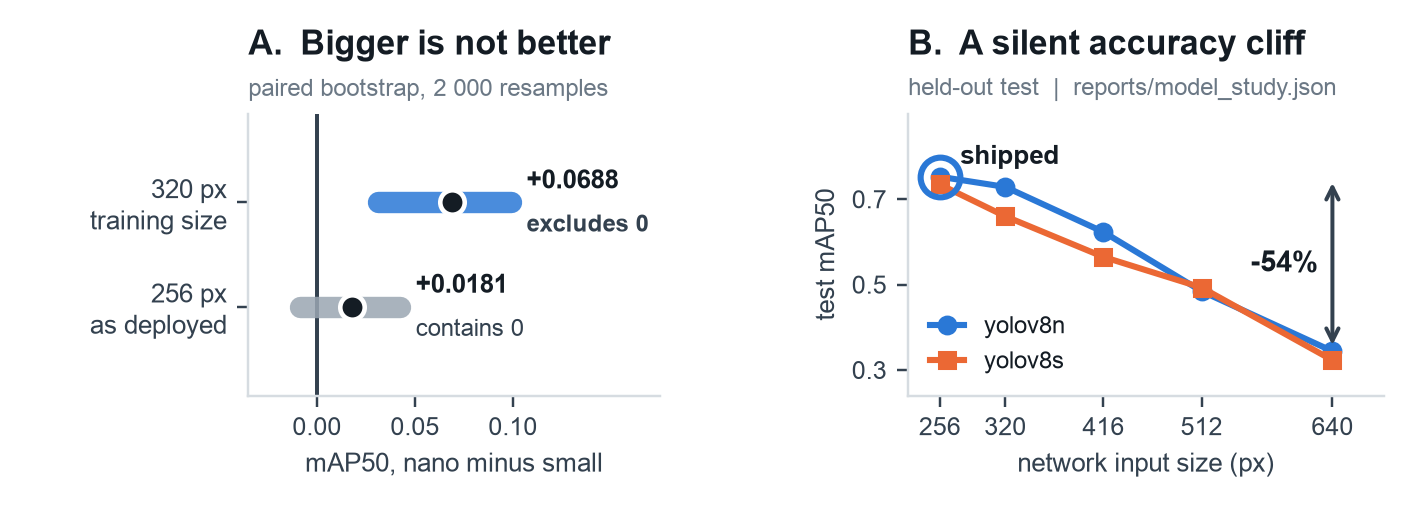 A. Bigger is not better
paired bootstrap, 2 000 resamples
320 px
training size
+0.0688
excludes 0
256 px
as deployed
+0.0181
contains 0
0.00 0.05 0.10
mAP50, nano minus small
B. A silent accuracy cliff
held-out test | reports/model_study.json
shipped
test mAP50
0.7
0.5
0.3
-54%
yolov8n
yolov8s
256 320 416 512 640
network input size (px)